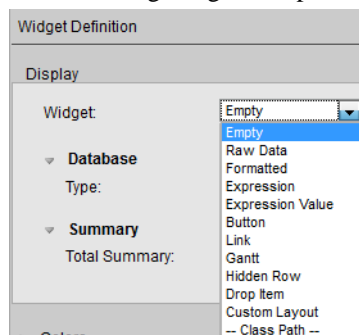 Widget Definition
Display
Widget: Empty
Empty
Raw Data
Formatted
Database Expression
Type: Expression Value
Button
Summary Link
Total Summary: Gantt
Hidden Row
Drop Item
Custom Layout
-- Class Path --